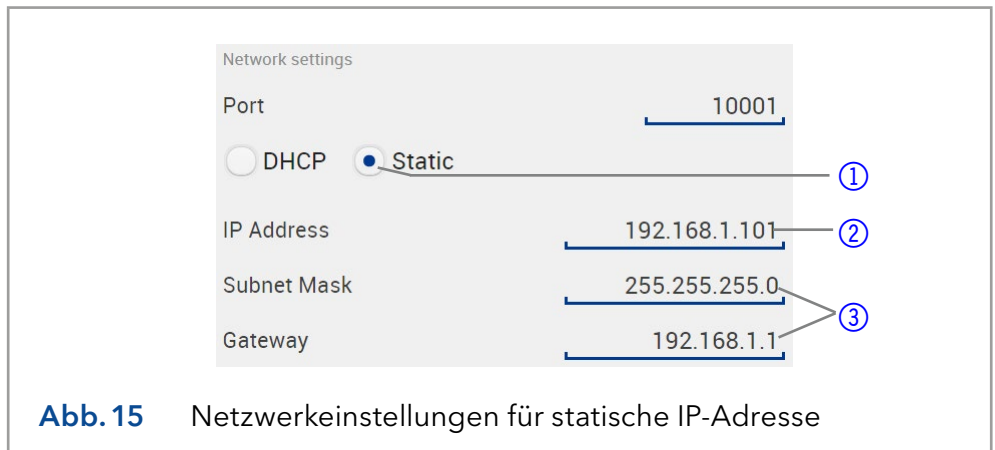 Network settings
Port 10001
DHCP Static
①
IP Address 192.168.1.101 ②
Subnet Mask 255.255.255.0
③
Gateway 192.168.1.1
Abb. 15 Netzwerkeinstellungen für statische IP-Adresse